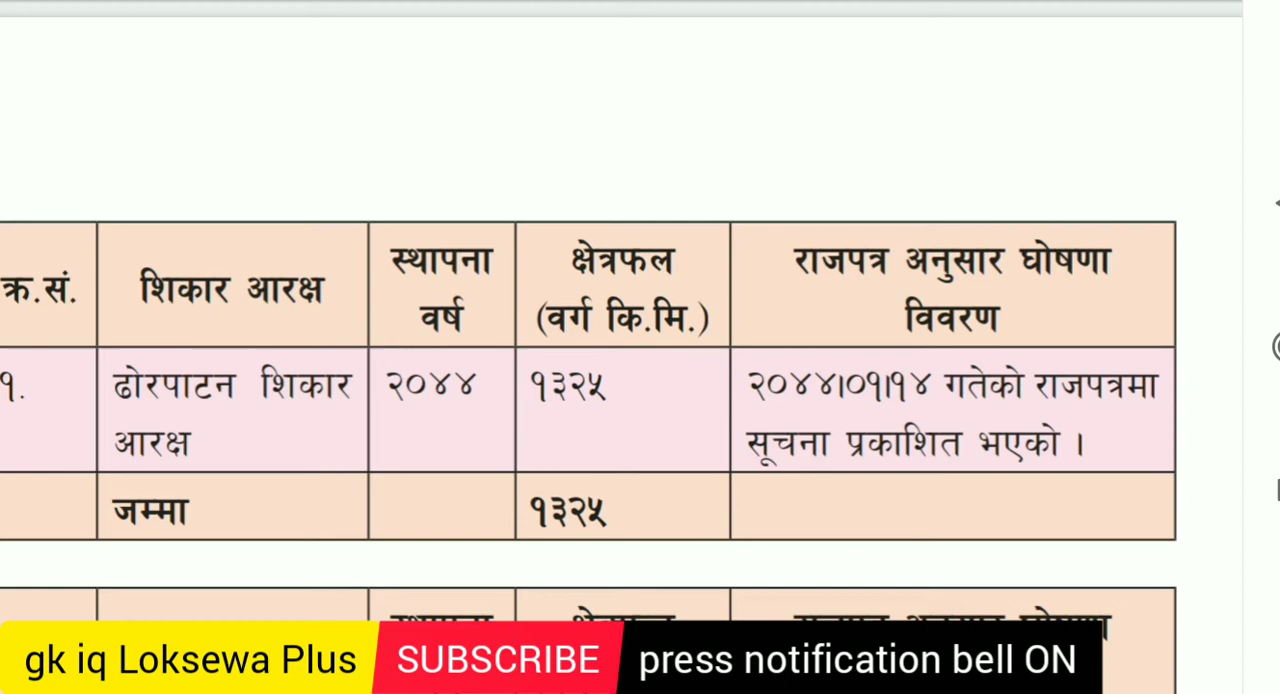 क्र.सं. शिकार आरक्ष स्थापना वर्ष क्षेत्रफल (वर्ग कि.मि.) राजपत्र अनुसार घोषणा विवरण
१. ढोरपाटन शिकार आरक्ष २०४४ १३२५ २०४४।०१।१४ गतेको राजपत्रमा सूचना प्रकाशित भएको ।
जम्मा १३२५
gk iq Loksewa Plus SUBSCRIBE press notification bell ON